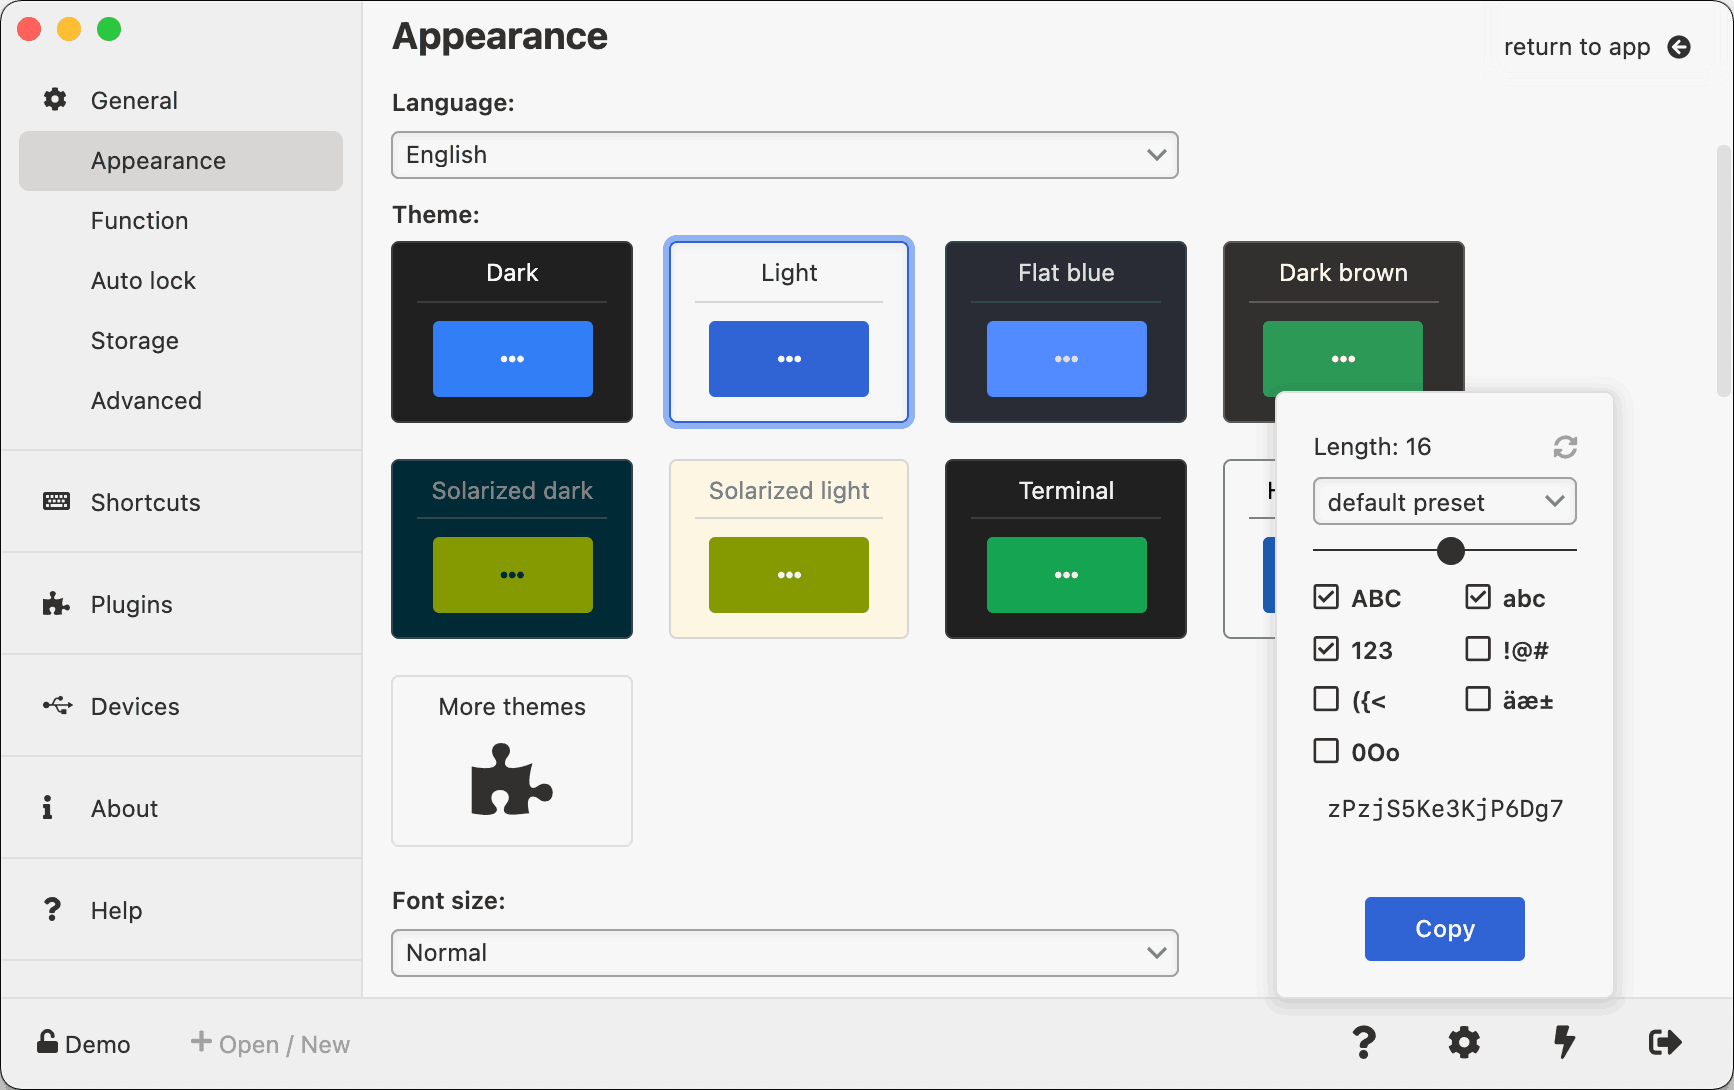 General
Appearance
Function
Auto lock
Storage
Advanced
Shortcuts
Plugins
Devices
About
Help
Appearance
return to app
Language:
English
Theme:
Dark
Light
Flat blue
Dark brown
Solarized dark
Solarized light
Terminal
More themes
Font size:
Normal
Length: 16
default preset
ABC
abc
123
!@#
({<
äæ±
0Oo
zPzjS5Ke3KjP6Dg7
Copy
Demo
+ Open / New